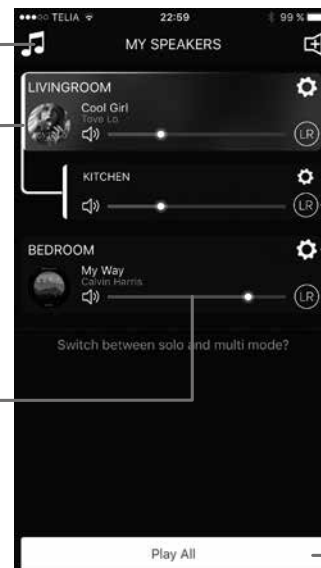 TELIA 22:59 99 %
MY SPEAKERS
LIVINGROOM
Cool Girl
Tove Lo
LR
KITCHEN
LR
BEDROOM
My Way
Calvin Harris
LR
Switch between solo and multi mode?
Play All